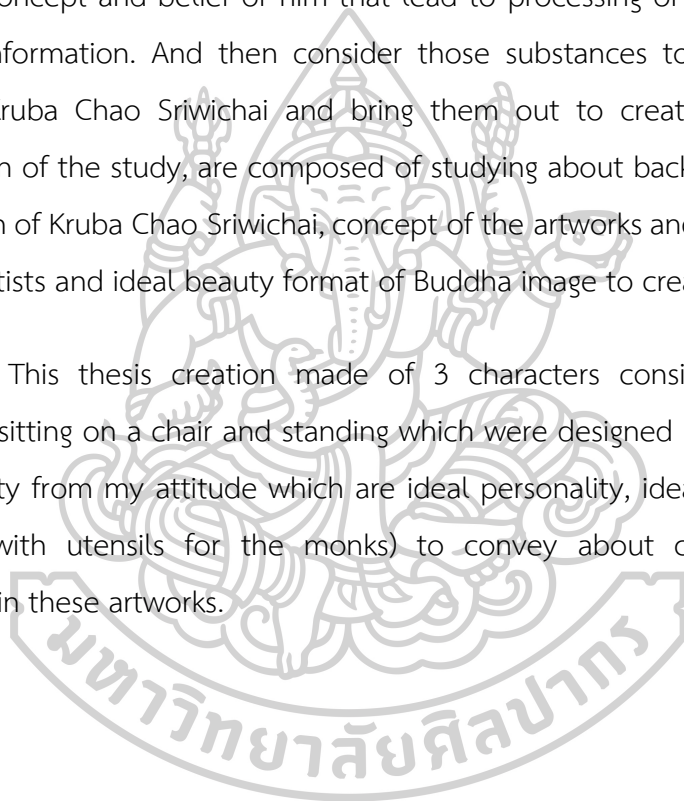 concept and belief of him that lead to processing of
formation. And then consider those substances to
Kruba Chao Sriwichai and bring them out to creat
n of the study, are composed of studying about back
n of Kruba Chao Sriwichai, concept of the artworks and
tists and ideal beauty format of Buddha image to crea
This thesis creation made of 3 characters consi
sitting on a chair and standing which were designed
ty from my attitude which are ideal personality, idea
with utensils for the monks) to convey about c
in these artworks.
มหาวิทยาลัยศิลปากร